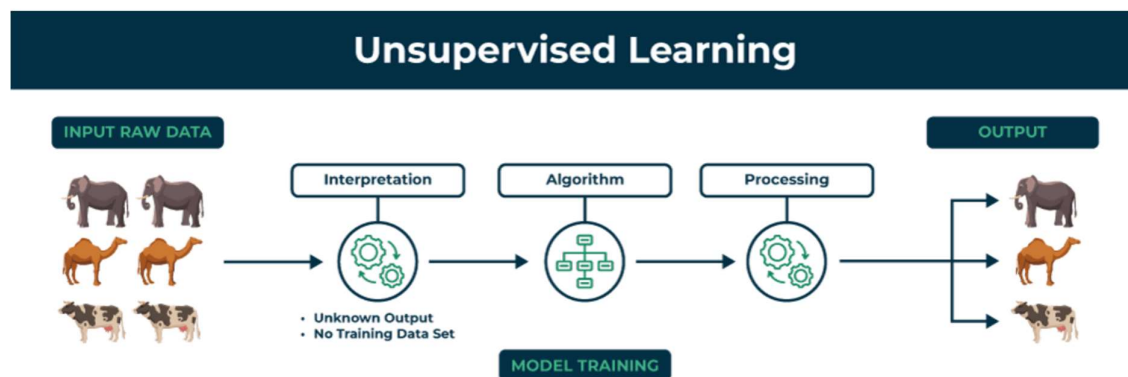 Unsupervised Learning
INPUT RAW DATA
OUTPUT
Interpretation
Algorithm
Processing
• Unknown Output
• No Training Data Set
MODEL TRAINING